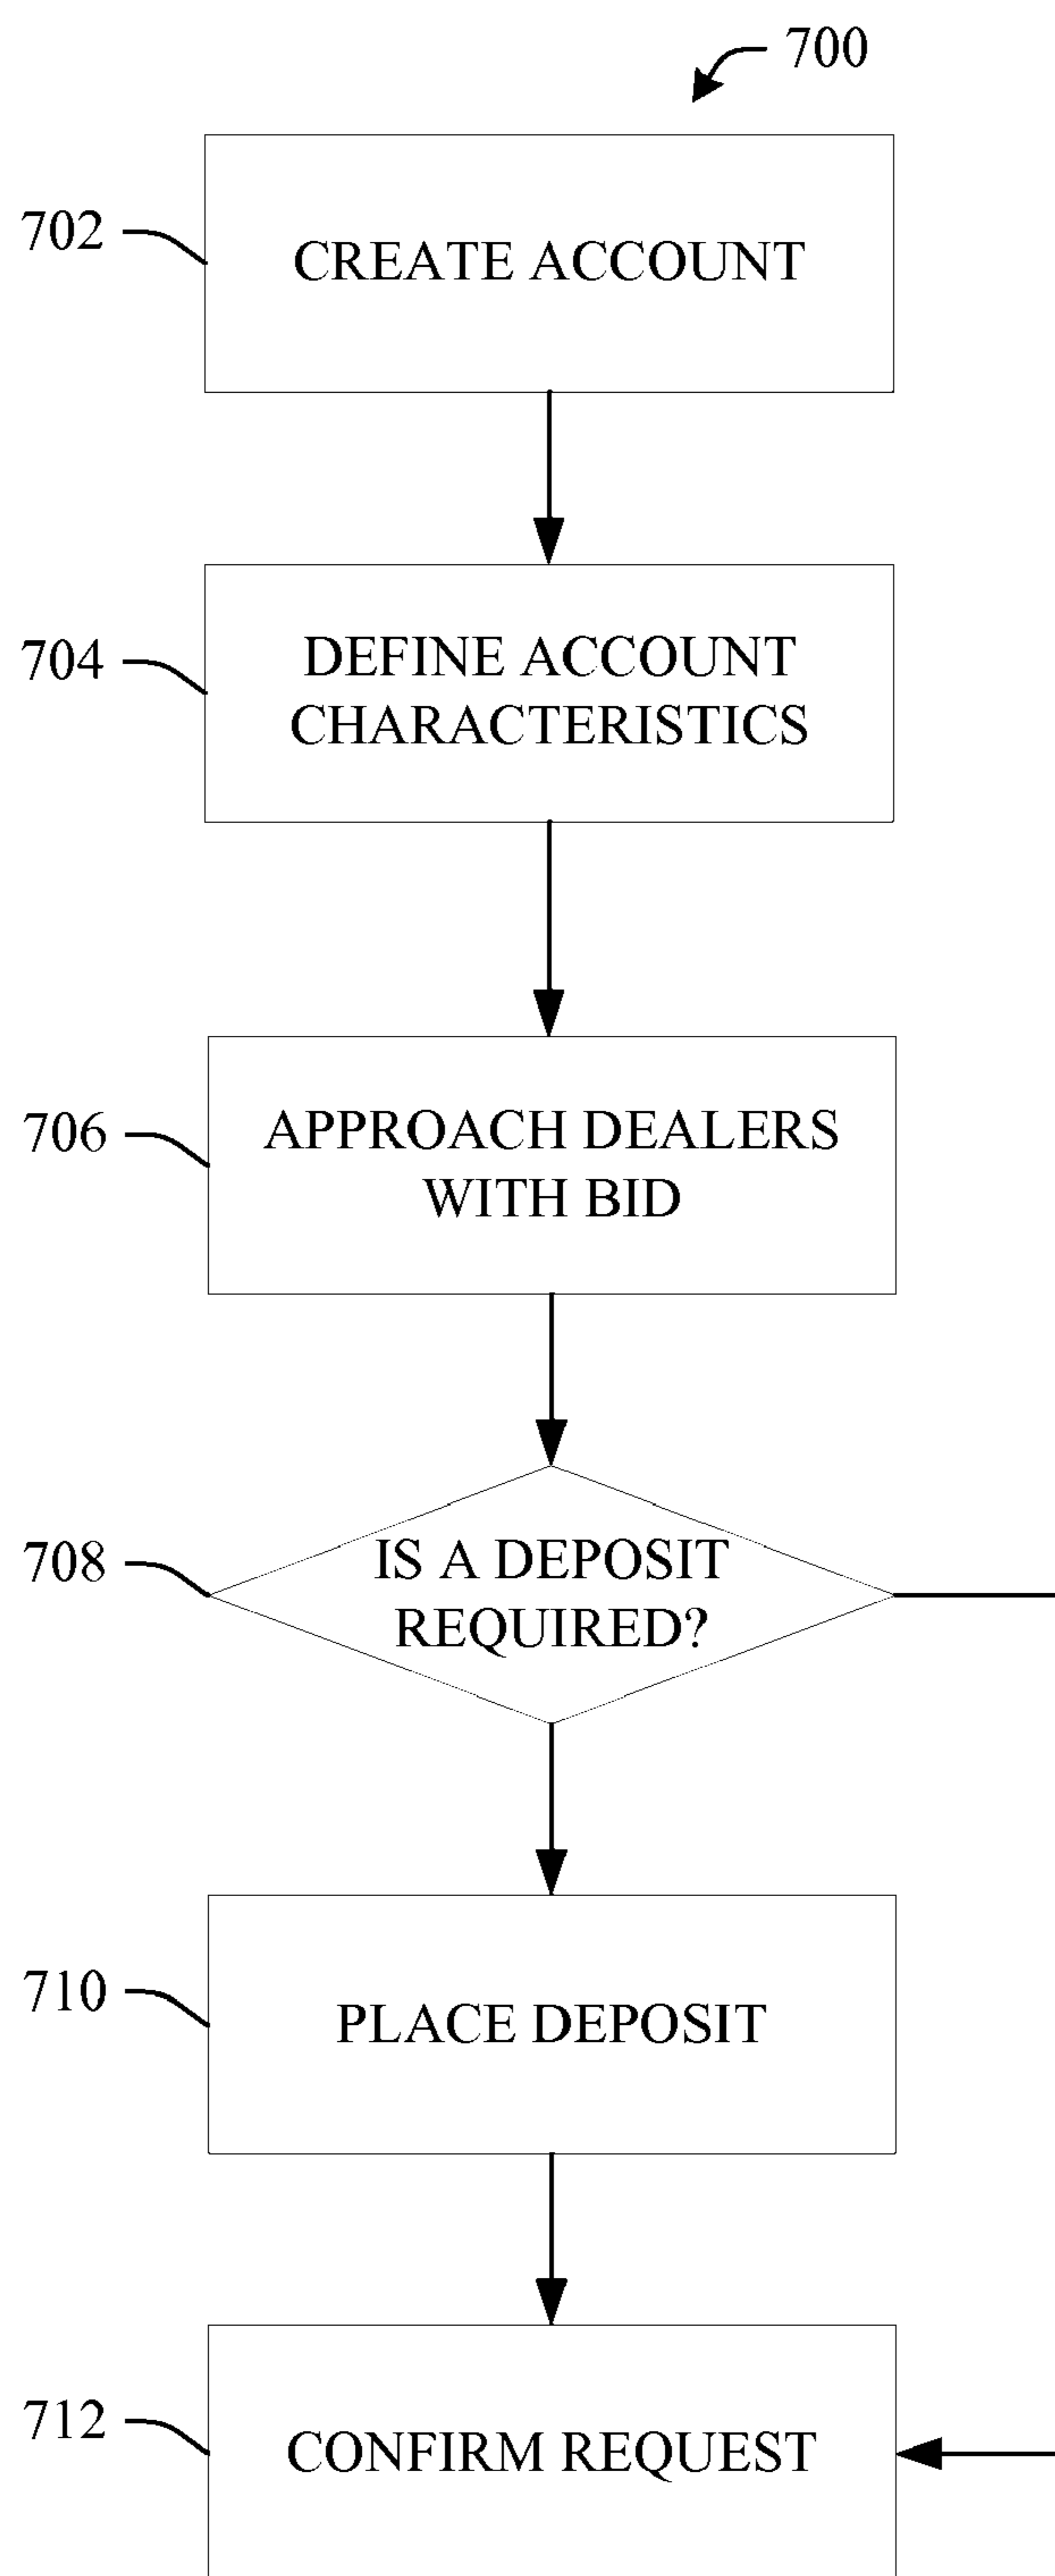 700
702
CREATE ACCOUNT
704
DEFINE ACCOUNT
CHARACTERISTICS
706
APPROACH DEALERS
WITH BID
708
IS A DEPOSIT
REQUIRED?
710
PLACE DEPOSIT
712
CONFIRM REQUEST